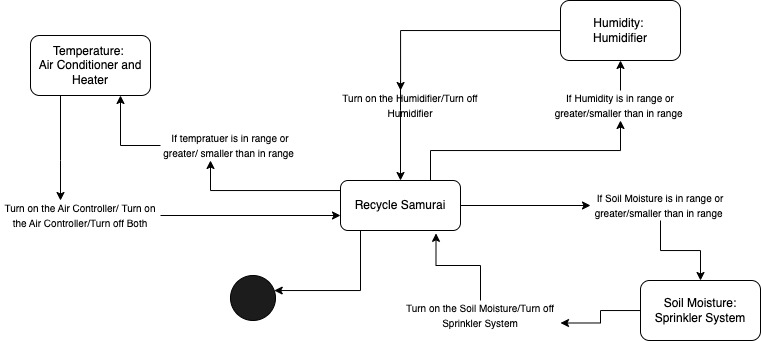 Humidity:
Humidifier
Temperature:
Air Conditioner and
Heater
Turn on the Humidifier/Turn off
Humidifier
If Humidity is in range or
greater/smaller than in range
If tempratuer is in range or
greater/ smaller than in range
Recycle Samurai
If Soil Moisture is in range or
greater/smaller than in range
Turn on the Air Controller/ Turn on
the Air Controller/Turn off Both
Turn on the Soil Moisture/Turn off
Sprinkler System
Soil Moisture:
Sprinkler System